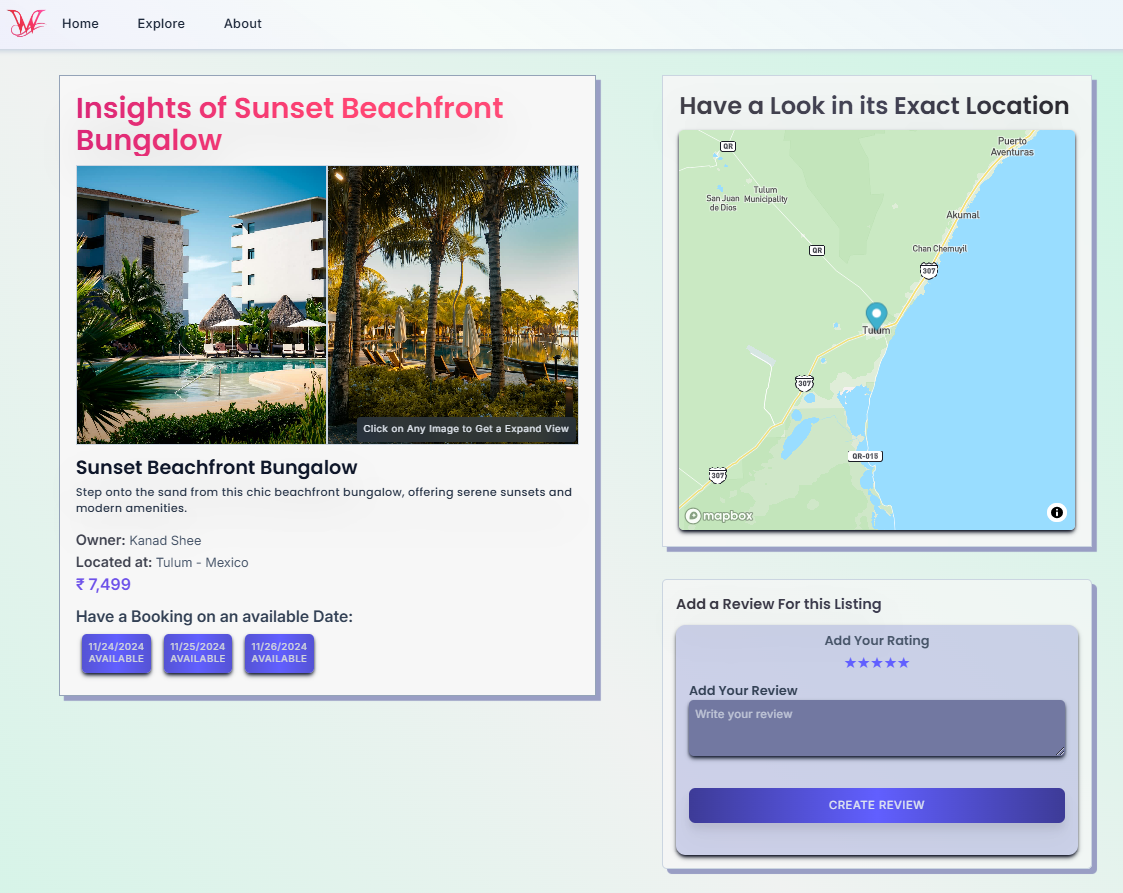 W
Home
Explore
About
Insights of Sunset Beachfront
Bungalow
Click on Any Image to Get a Expand View
Sunset Beachfront Bungalow
Step onto the sand from this chic beachfront bungalow, offering serene sunsets and
modern amenities.
Owner: Kanad Shee
Located at: Tulum - Mexico
₹ 7,499
Have a Booking on an available Date:
11/24/2024
AVAILABLE
11/25/2024
AVAILABLE
11/26/2024
AVAILABLE
Have a Look in its Exact Location
Puerto
Aventuras
QR
Tulum
Municipality
San Juan
de Dios
Akumal
QR
Chan Chemuyil
307
Tulum
307
QR-015
307
mapbox
Add a Review For this Listing
Add Your Rating
★★★★★
Add Your Review
Write your review
CREATE REVIEW